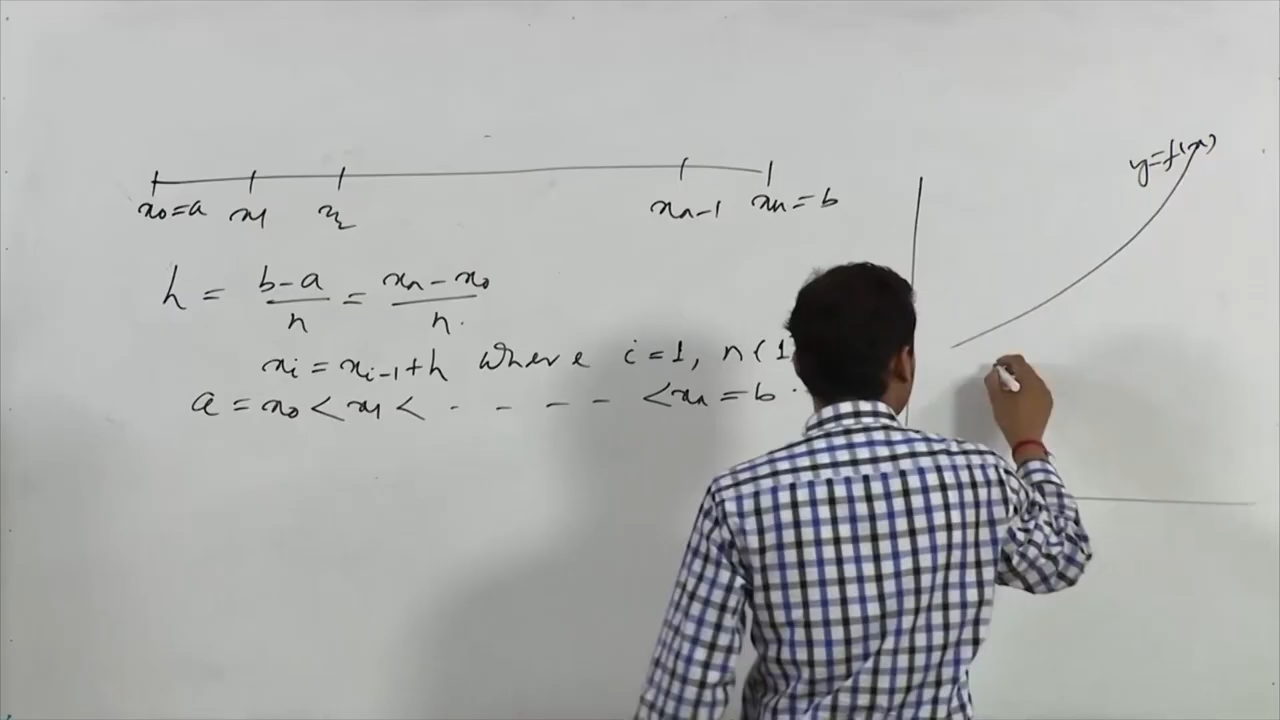 x₀=a x₁ x₂ xₙ₋₁ xₙ=b
y=f(x)
h = (b-a)/n = (xₙ-x₀)/n.
xᵢ = xᵢ₋₁+h where i=1, n(1
a = x₀ < x₁ < - - - - < xₙ = b .